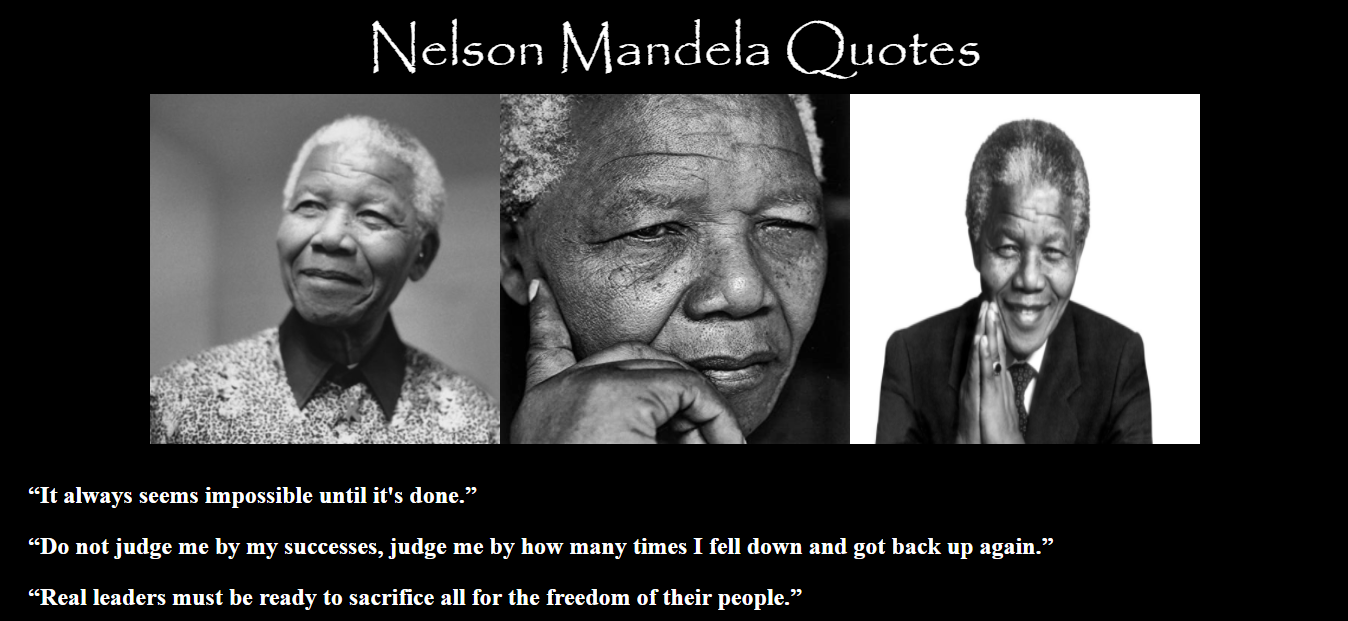 Nelson Mandela Quotes
“It always seems impossible until it's done.”
“Do not judge me by my successes, judge me by how many times I fell down and got back up again.”
“Real leaders must be ready to sacrifice all for the freedom of their people.”